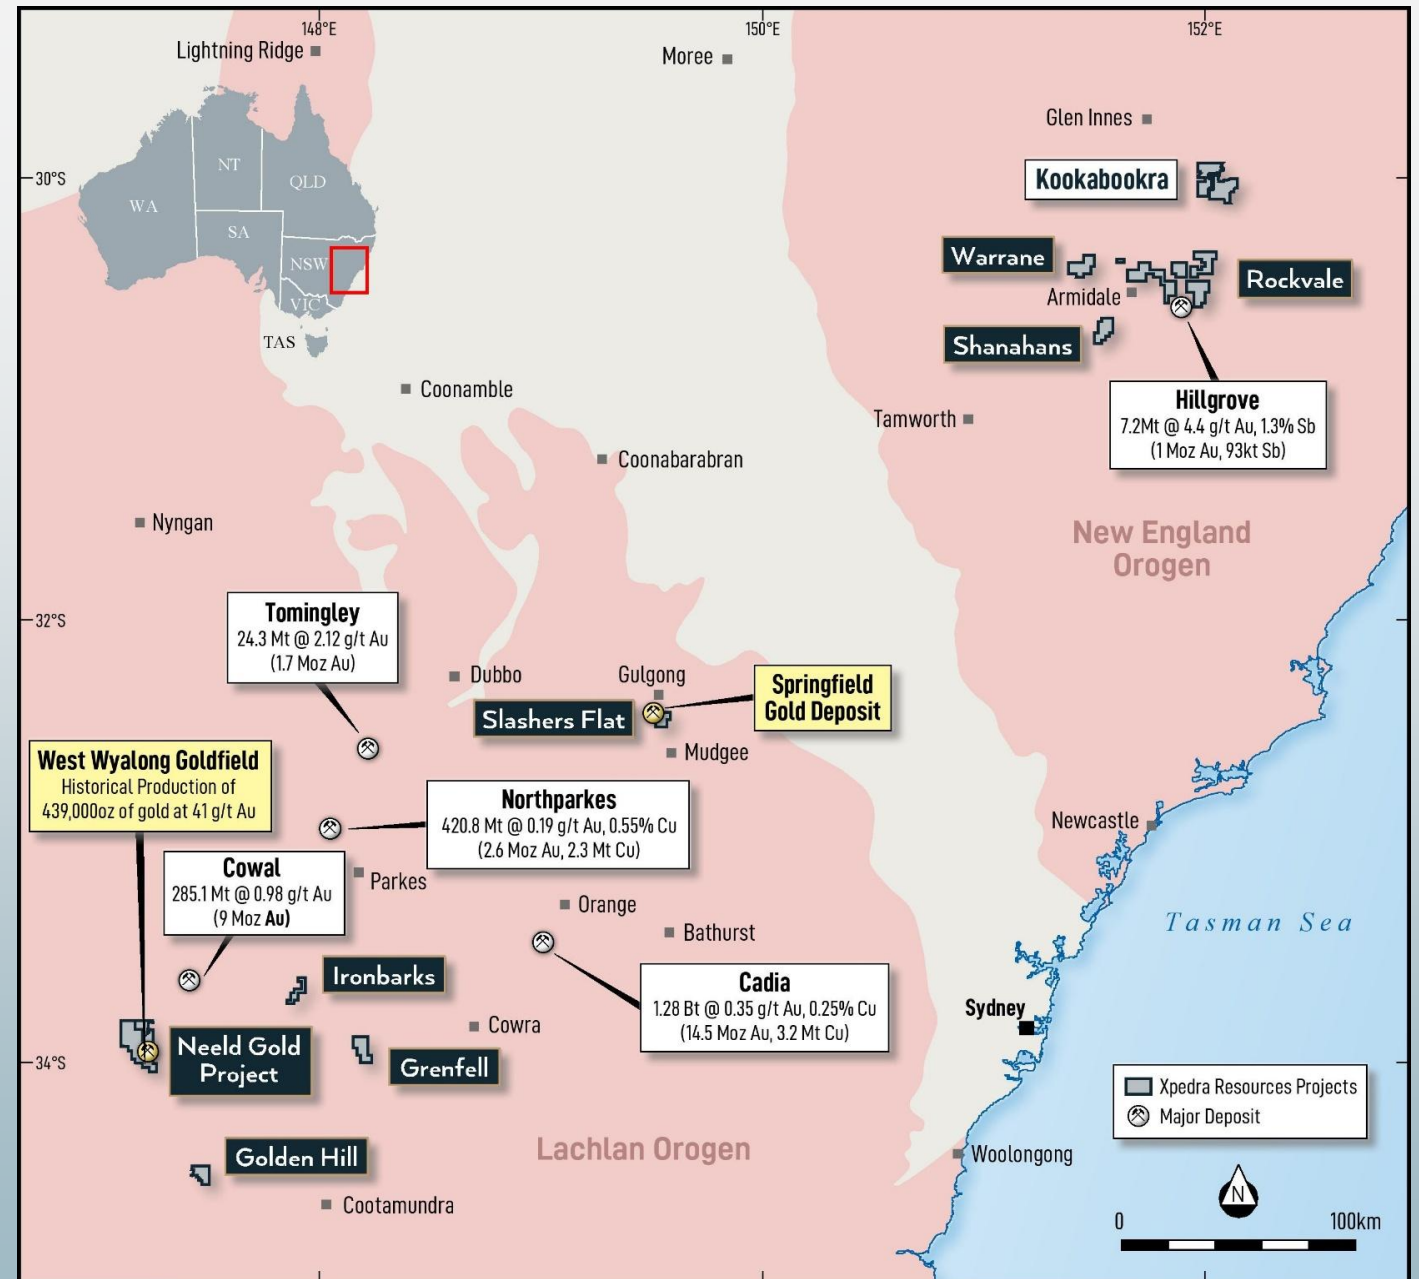 148°E
150°E
152°E
Lightning Ridge
Moree
Glen Innes
30°S
Kookabookra
NT
QLD
WA
SA
NSW
VIC
TAS
Warrane
Rockvale
Armidale
Shanahans
Coonamble
Tamworth
Hillgrove
7.2Mt @ 4.4 g/t Au, 1.3% Sb
(1 Moz Au, 93kt Sb)
Coonabarabran
Nyngan
New England
Orogen
32°S
Tomingley
24.3 Mt @ 2.12 g/t Au
(1.7 Moz Au)
Dubbo
Gulgong
Slashers Flat
Springfield
Gold Deposit
Mudgee
West Wyalong Goldfield
Historical Production of
439,000oz of gold at 41 g/t Au
Northparkes
420.8 Mt @ 0.19 g/t Au, 0.55% Cu
(2.6 Moz Au, 2.3 Mt Cu)
Newcastle
Cowal
285.1 Mt @ 0.98 g/t Au
(9 Moz Au)
Parkes
Orange
Bathurst
Tasman Sea
Ironbarks
Cadia
1.28 Bt @ 0.35 g/t Au, 0.25% Cu
(14.5 Moz Au, 3.2 Mt Cu)
Sydney
Cowra
34°S
Neeld Gold
Project
Grenfell
Xpedra Resources Projects
Major Deposit
Lachlan Orogen
Golden Hill
Woolongong
Cootamundra
N
0
100km